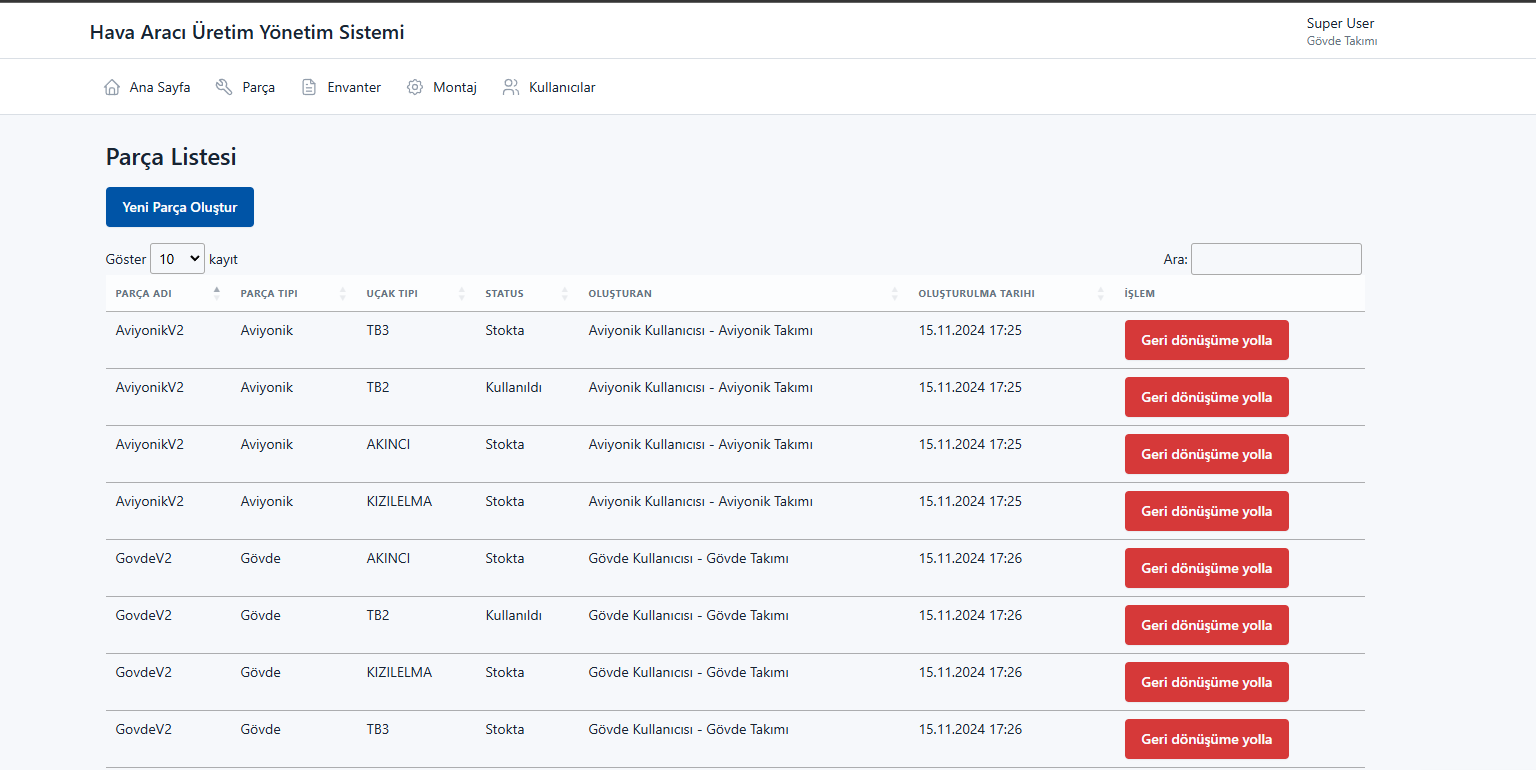 Hava Aracı Üretim Yönetim Sistemi
Super User
Gövde Takımı
Ana Sayfa Parça Envanter Montaj Kullanıcılar
Parça Listesi
Yeni Parça Oluştur
Göster 10 kayıt Ara:
PARÇA ADI PARÇA TIPI UÇAK TIPI STATUS OLUŞTURAN OLUŞTURULMA TARIHI İŞLEM
AviyonikV2 Aviyonik TB3 Stokta Aviyonik Kullanıcısı - Aviyonik Takımı 15.11.2024 17:25 Geri dönüşüme yolla
AviyonikV2 Aviyonik TB2 Kullanıldı Aviyonik Kullanıcısı - Aviyonik Takımı 15.11.2024 17:25 Geri dönüşüme yolla
AviyonikV2 Aviyonik AKINCI Stokta Aviyonik Kullanıcısı - Aviyonik Takımı 15.11.2024 17:25 Geri dönüşüme yolla
AviyonikV2 Aviyonik KIZILELMA Stokta Aviyonik Kullanıcısı - Aviyonik Takımı 15.11.2024 17:25 Geri dönüşüme yolla
GovdeV2 Gövde AKINCI Stokta Gövde Kullanıcısı - Gövde Takımı 15.11.2024 17:26 Geri dönüşüme yolla
GovdeV2 Gövde TB2 Kullanıldı Gövde Kullanıcısı - Gövde Takımı 15.11.2024 17:26 Geri dönüşüme yolla
GovdeV2 Gövde KIZILELMA Stokta Gövde Kullanıcısı - Gövde Takımı 15.11.2024 17:26 Geri dönüşüme yolla
GovdeV2 Gövde TB3 Stokta Gövde Kullanıcısı - Gövde Takımı 15.11.2024 17:26 Geri dönüşüme yolla